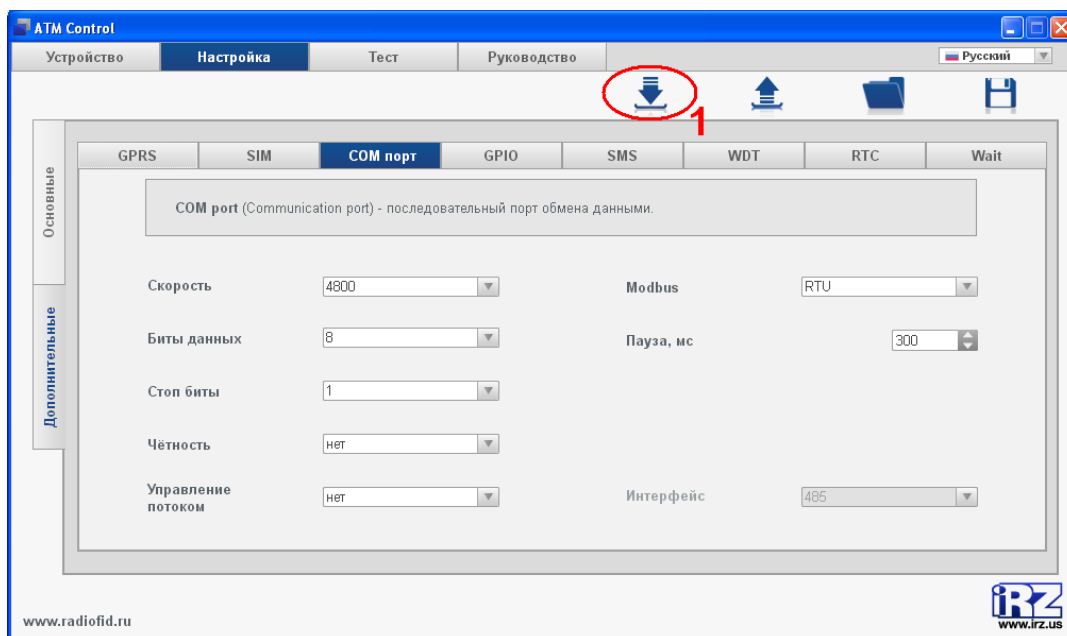 ATM Control
Устройство Настройка Тест Руководство Русский
1
GPRS SIM COM порт GPIO SMS WDT RTC Wait
Основные
Дополнительные
COM port (Communication port) - последовательный порт обмена данными.
Скорость 4800 Modbus RTU
Биты данных 8 Пауза, мс 300
Стоп биты 1
Чётность нет
Управление
потоком нет Интерфейс 485
www.radiofid.ru
iRZ
www.irz.us